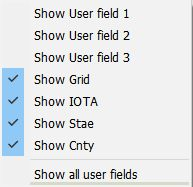 Show User field 1
Show User field 2
Show User field 3
Show Grid
Show IOTA
Show Stae
Show Cnty
Show all user fields